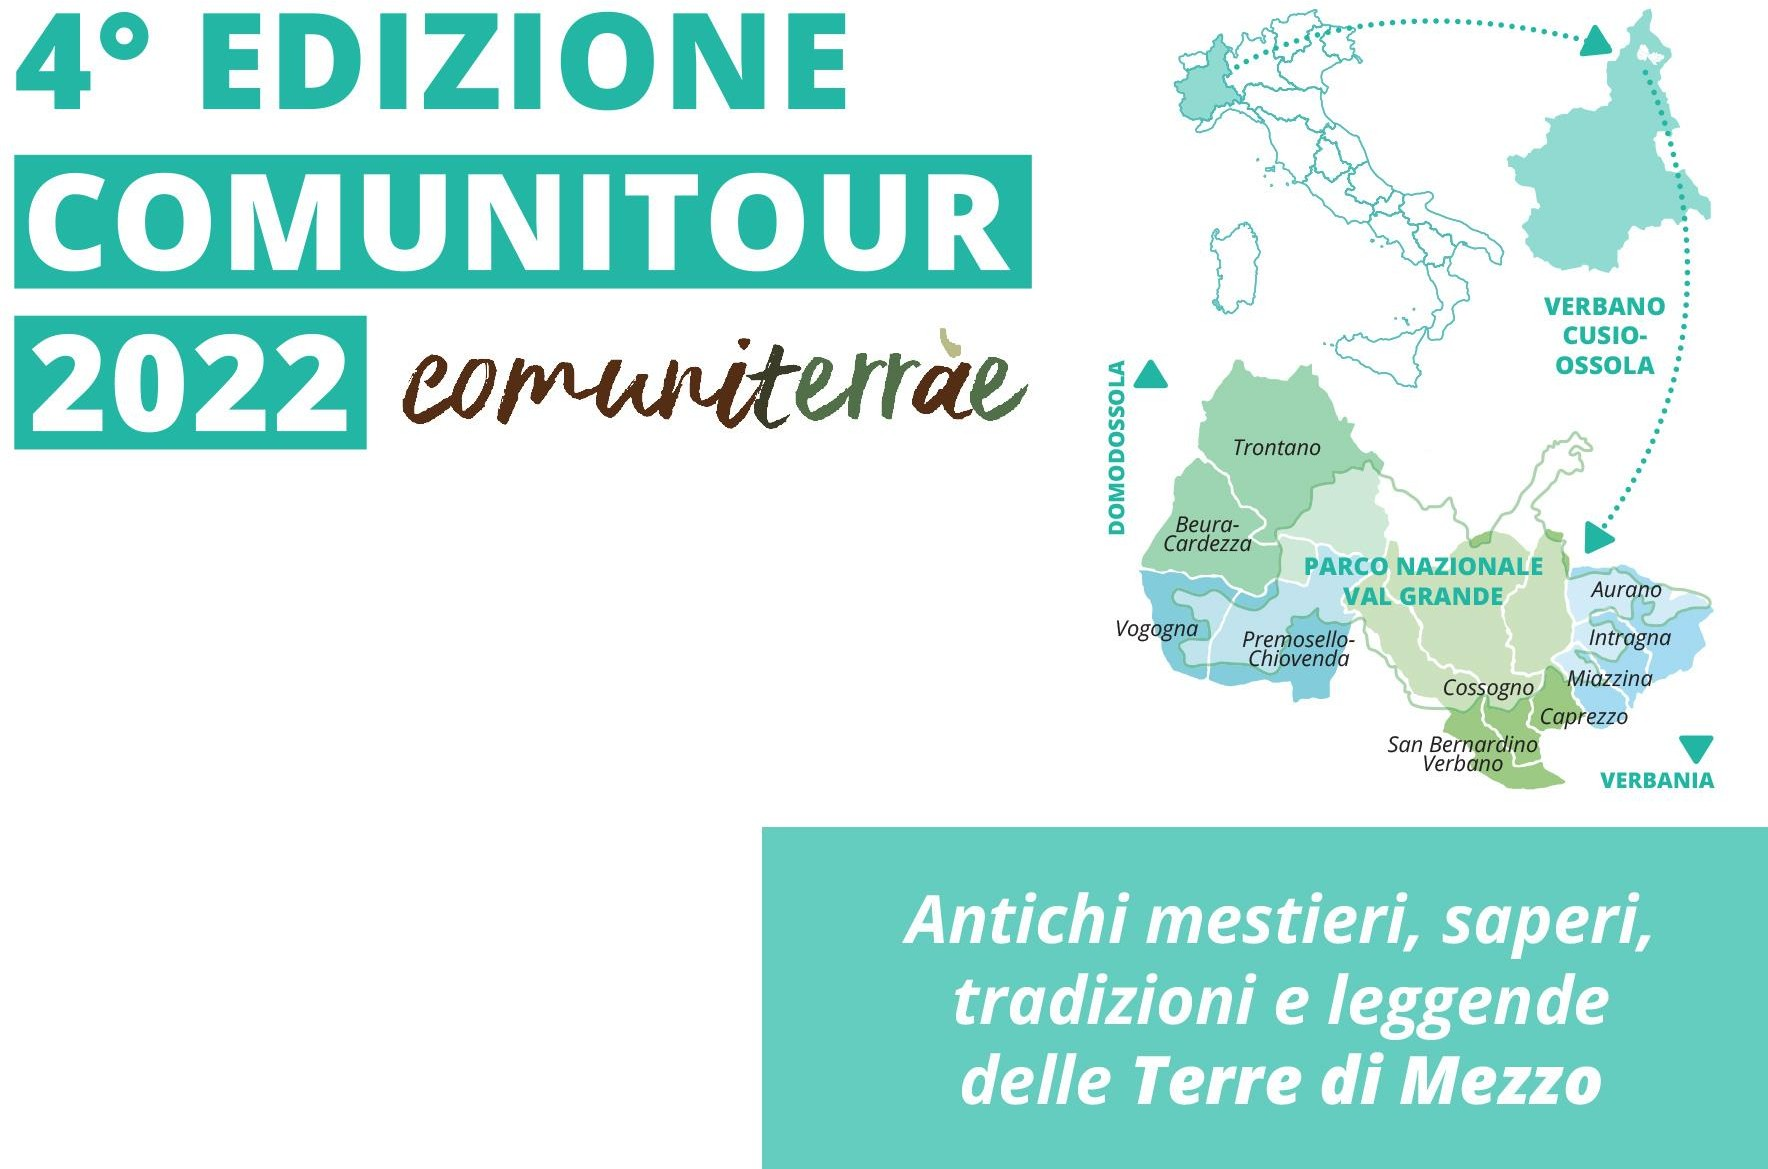 4° EDIZIONE
COMUNITOUR
2022
comuniterràe
VERBANO
CUSIO-
OSSOLA
DOMODOSSOLA
Trontano
Beura-
Cardezza
PARCO NAZIONALE
VAL GRANDE
Aurano
Vogogna
Premosello-
Chiovenda
Intragna
Miazzina
Cossogno
Caprezzo
San Bernardino
Verbano
VERBANIA
Antichi mestieri, saperi,
tradizioni e leggende
delle Terre di Mezzo